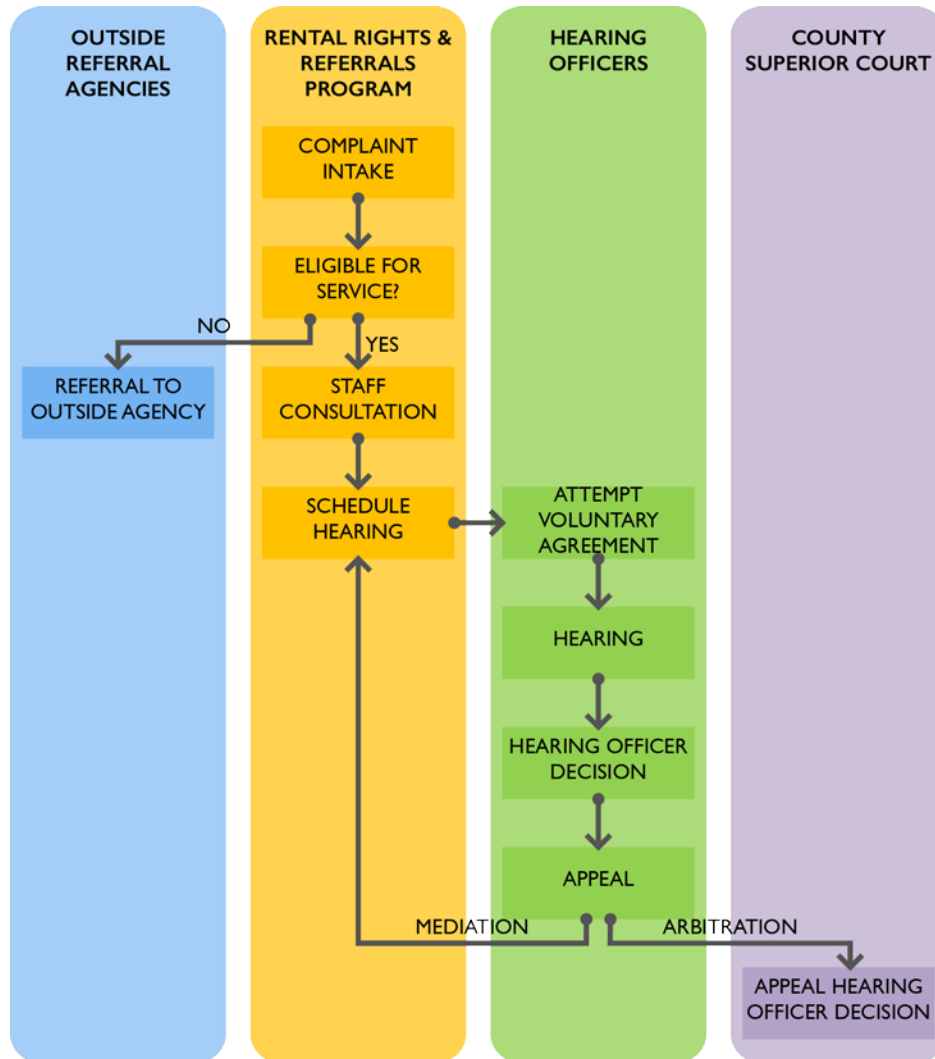 OUTSIDE
REFERRAL
AGENCIES
RENTAL RIGHTS &
REFERRALS
PROGRAM
HEARING
OFFICERS
COUNTY
SUPERIOR COURT
COMPLAINT
INTAKE
ELIGIBLE FOR
SERVICE?
NO
YES
REFERRAL TO
OUTSIDE AGENCY
STAFF
CONSULTATION
SCHEDULE
HEARING
ATTEMPT
VOLUNTARY
AGREEMENT
HEARING
HEARING OFFICER
DECISION
APPEAL
MEDIATION
ARBITRATION
APPEAL HEARING
OFFICER DECISION